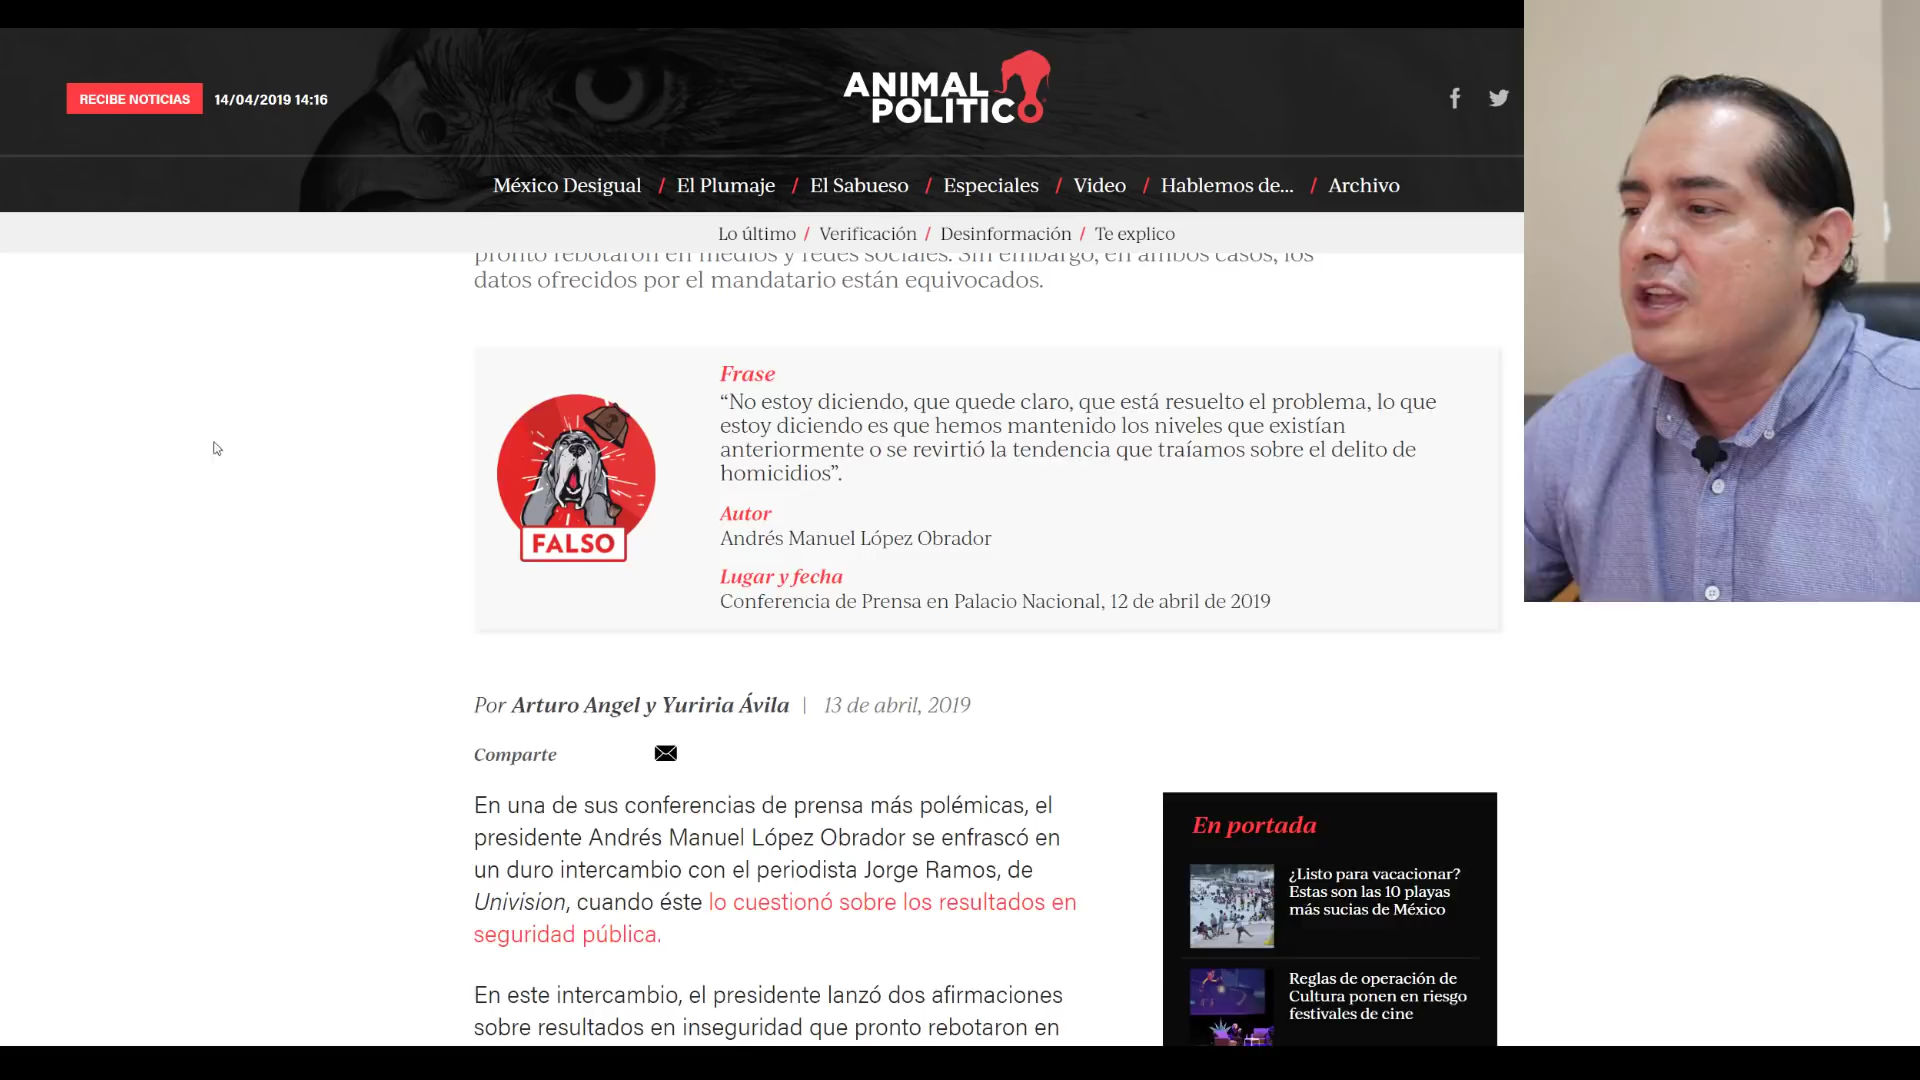 RECIBE NOTICIAS 14/04/2019 14:16
ANIMAL
POLITICO
México Desigual / El Plumaje / El Sabueso / Especiales / Video / Hablemos de... / Archivo
Lo último / Verificación / Desinformación / Te explico
pronto rebotaron en medios y redes sociales. Sin embargo, en ambos casos, los
datos ofrecidos por el mandatario están equivocados.
Frase
“No estoy diciendo, que quede claro, que está resuelto el problema, lo que
estoy diciendo es que hemos mantenido los niveles que existían
anteriormente o se revirtió la tendencia que traíamos sobre el delito de
homicidios”.
FALSO
Autor
Andrés Manuel López Obrador
Lugar y fecha
Conferencia de Prensa en Palacio Nacional, 12 de abril de 2019
Por Arturo Angel y Yuriria Ávila | 13 de abril, 2019
Comparte
En una de sus conferencias de prensa más polémicas, el
presidente Andrés Manuel López Obrador se enfrascó en
un duro intercambio con el periodista Jorge Ramos, de
Univision, cuando éste lo cuestionó sobre los resultados en
seguridad pública.
En este intercambio, el presidente lanzó dos afirmaciones
sobre resultados en inseguridad que pronto rebotaron en
En portada
¿Listo para vacacionar?
Estas son las 10 playas
más sucias de México
Reglas de operación de
Cultura ponen en riesgo
festivales de cine